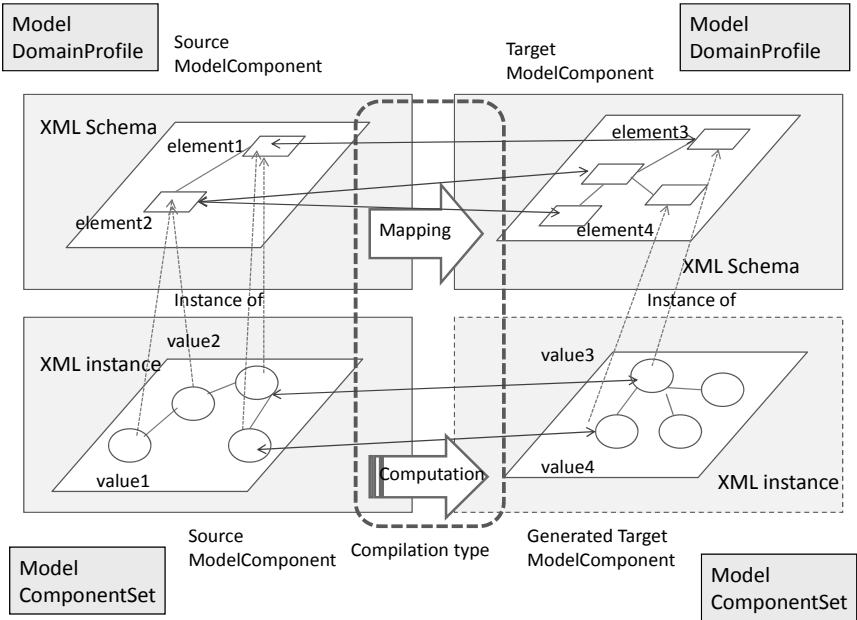 Model
DomainProfile
Source
ModelComponent
Target
ModelComponent
Model
DomainProfile
XML Schema
element1
element2
element3
element4
Mapping
XML Schema
Instance of
Instance of
XML instance
value2
value1
value3
value4
Computation
XML instance
Source
ModelComponent
Compilation type
Generated Target
ModelComponent
Model
ComponentSet
Model
ComponentSet